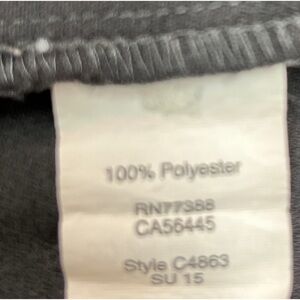 100% Polyester
RN77388
CA56445
Style C4863
SU 15